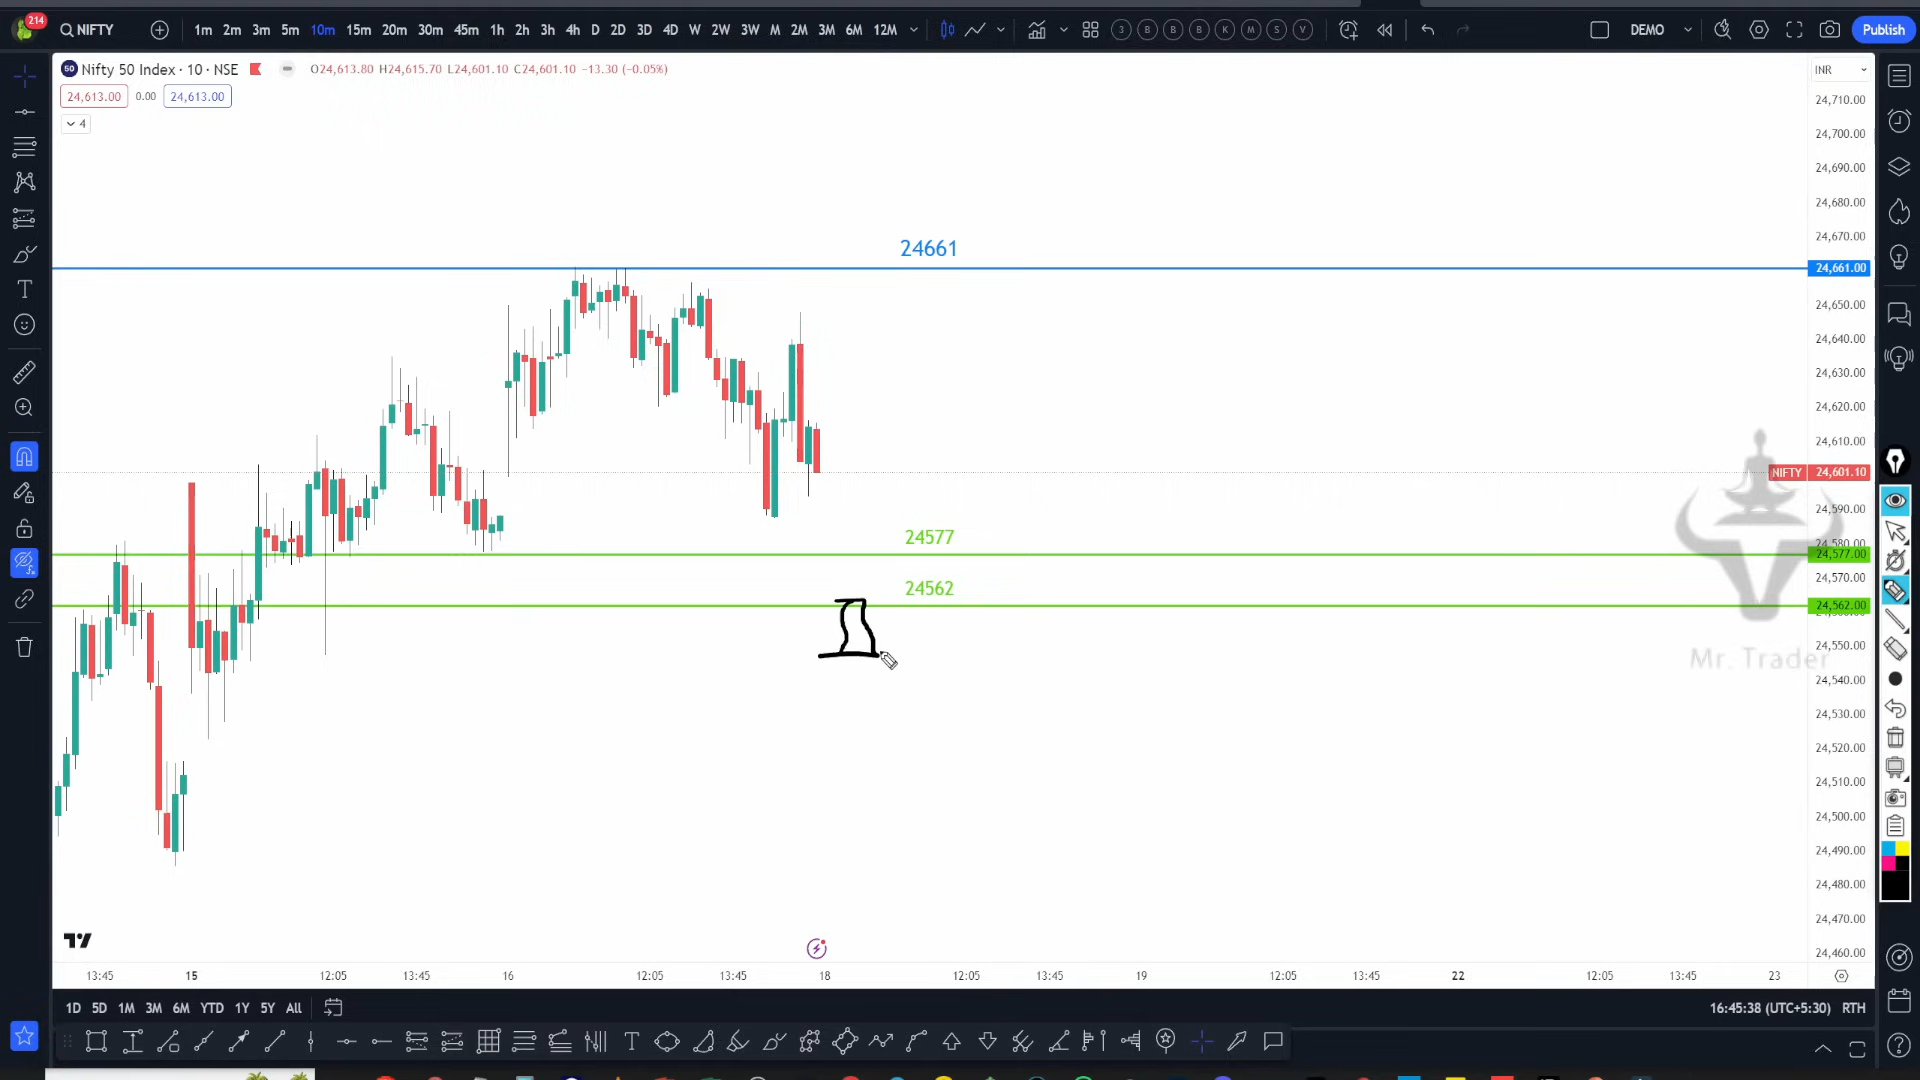 214
NIFTY
1m 2m 3m 5m 10m 15m 20m 30m 45m 1h 2h 3h 4h D 2D 3D 4D W 2W 3W M 2M 3M 6M 12M
3 B B B K M S V
DEMO
Publish
50 Nifty 50 Index · 10 · NSE
O24,613.80 H24,615.70 L24,601.10 C24,601.10 −13.30 (−0.05%)
INR
24,613.00 0.00 24,613.00
4
24,710.00
24,700.00
24,690.00
24,680.00
24,670.00
24661
24,661.00
24,650.00
24,640.00
24,630.00
24,620.00
24,610.00
NIFTY 24,601.10
24,590.00
24,580.00
24577
24,577.00
24,570.00
24562
24,562.00
24,550.00
Mr. Trader
24,540.00
24,530.00
24,520.00
24,510.00
24,500.00
24,490.00
24,480.00
24,470.00
24,460.00
13:45 15 12:05 13:45 16 12:05 13:45 18 12:05 13:45 19 12:05 13:45 22 12:05 13:45 23
1D 5D 1M 3M 6M YTD 1Y 5Y All
16:45:38 (UTC+5:30) RTH